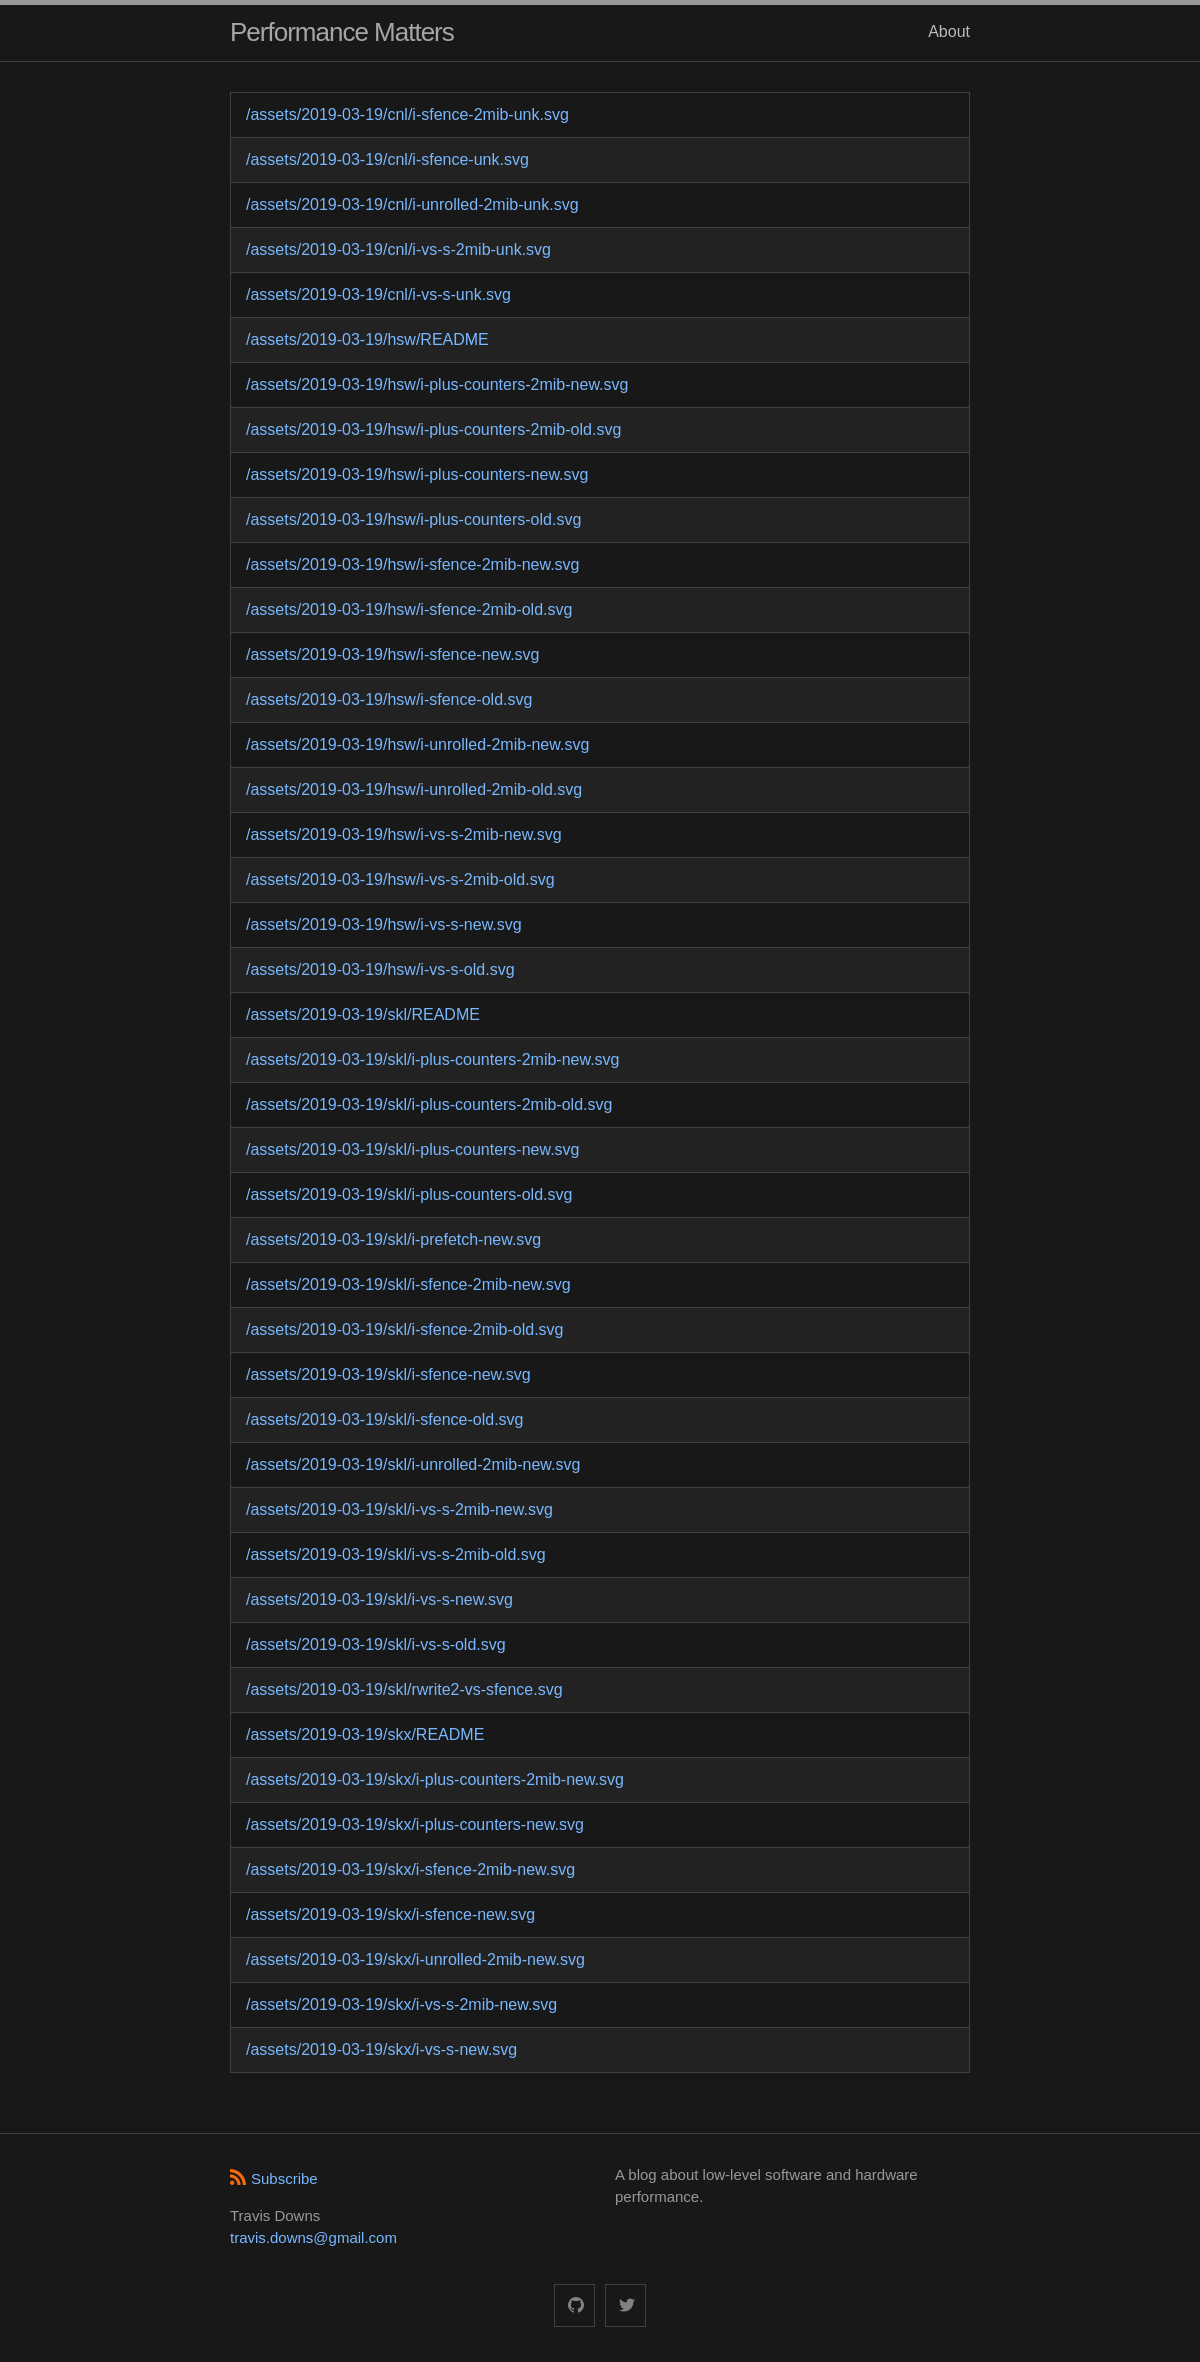 Performance Matters
About
/assets/2019-03-19/cnl/i-sfence-2mib-unk.svg
/assets/2019-03-19/cnl/i-sfence-unk.svg
/assets/2019-03-19/cnl/i-unrolled-2mib-unk.svg
/assets/2019-03-19/cnl/i-vs-s-2mib-unk.svg
/assets/2019-03-19/cnl/i-vs-s-unk.svg
/assets/2019-03-19/hsw/README
/assets/2019-03-19/hsw/i-plus-counters-2mib-new.svg
/assets/2019-03-19/hsw/i-plus-counters-2mib-old.svg
/assets/2019-03-19/hsw/i-plus-counters-new.svg
/assets/2019-03-19/hsw/i-plus-counters-old.svg
/assets/2019-03-19/hsw/i-sfence-2mib-new.svg
/assets/2019-03-19/hsw/i-sfence-2mib-old.svg
/assets/2019-03-19/hsw/i-sfence-new.svg
/assets/2019-03-19/hsw/i-sfence-old.svg
/assets/2019-03-19/hsw/i-unrolled-2mib-new.svg
/assets/2019-03-19/hsw/i-unrolled-2mib-old.svg
/assets/2019-03-19/hsw/i-vs-s-2mib-new.svg
/assets/2019-03-19/hsw/i-vs-s-2mib-old.svg
/assets/2019-03-19/hsw/i-vs-s-new.svg
/assets/2019-03-19/hsw/i-vs-s-old.svg
/assets/2019-03-19/skl/README
/assets/2019-03-19/skl/i-plus-counters-2mib-new.svg
/assets/2019-03-19/skl/i-plus-counters-2mib-old.svg
/assets/2019-03-19/skl/i-plus-counters-new.svg
/assets/2019-03-19/skl/i-plus-counters-old.svg
/assets/2019-03-19/skl/i-prefetch-new.svg
/assets/2019-03-19/skl/i-sfence-2mib-new.svg
/assets/2019-03-19/skl/i-sfence-2mib-old.svg
/assets/2019-03-19/skl/i-sfence-new.svg
/assets/2019-03-19/skl/i-sfence-old.svg
/assets/2019-03-19/skl/i-unrolled-2mib-new.svg
/assets/2019-03-19/skl/i-vs-s-2mib-new.svg
/assets/2019-03-19/skl/i-vs-s-2mib-old.svg
/assets/2019-03-19/skl/i-vs-s-new.svg
/assets/2019-03-19/skl/i-vs-s-old.svg
/assets/2019-03-19/skl/rwrite2-vs-sfence.svg
/assets/2019-03-19/skx/README
/assets/2019-03-19/skx/i-plus-counters-2mib-new.svg
/assets/2019-03-19/skx/i-plus-counters-new.svg
/assets/2019-03-19/skx/i-sfence-2mib-new.svg
/assets/2019-03-19/skx/i-sfence-new.svg
/assets/2019-03-19/skx/i-unrolled-2mib-new.svg
/assets/2019-03-19/skx/i-vs-s-2mib-new.svg
/assets/2019-03-19/skx/i-vs-s-new.svg
Subscribe
Travis Downs
travis.downs@gmail.com
A blog about low-level software and hardware
performance.